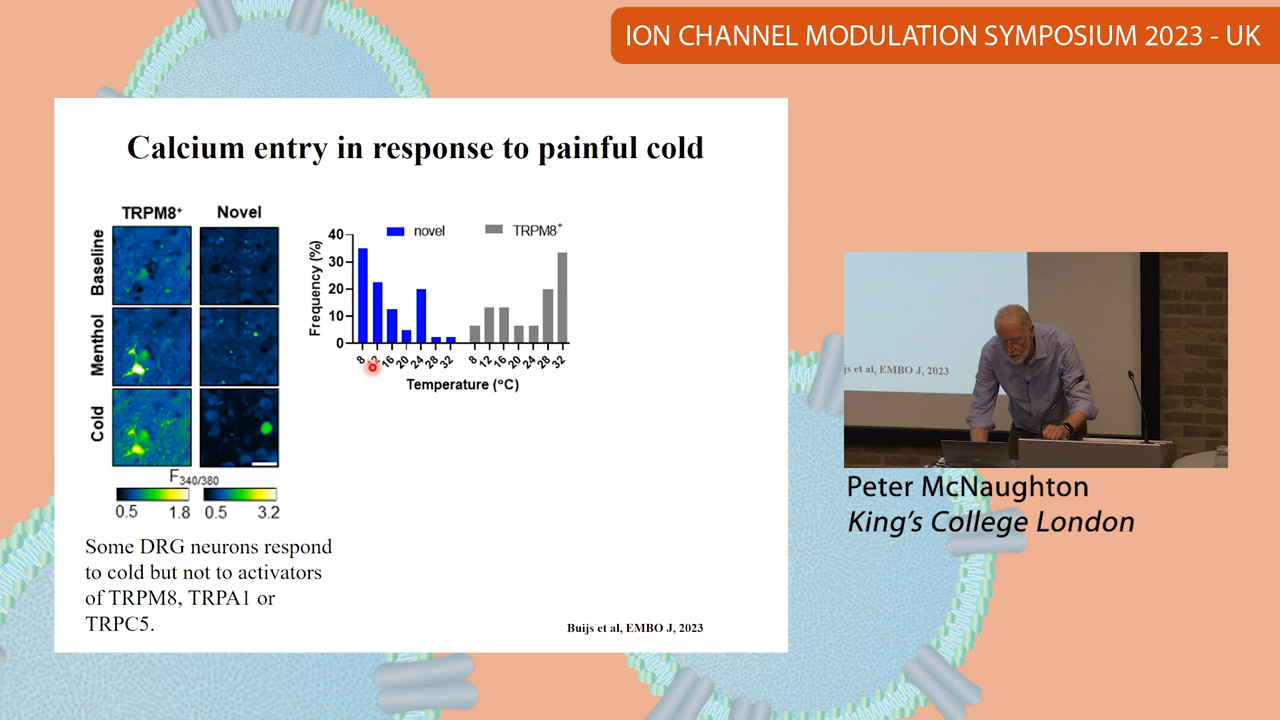 ION CHANNEL MODULATION SYMPOSIUM 2023 - UK
Calcium entry in response to painful cold
TRPM8⁺ Novel
Baseline
Menthol
Cold
F340/380
0.5 1.8 0.5 3.2
novel TRPM8⁺
Frequency (%)
40
30
20
10
0
8 12 16 20 24 28 32 8 12 16 20 24 28 32
Temperature (°C)
Some DRG neurons respond
to cold but not to activators
of TRPM8, TRPA1 or
TRPC5.
Buijs et al, EMBO J, 2023
js et al, EMBO J, 2023
Peter McNaughton
King's College London